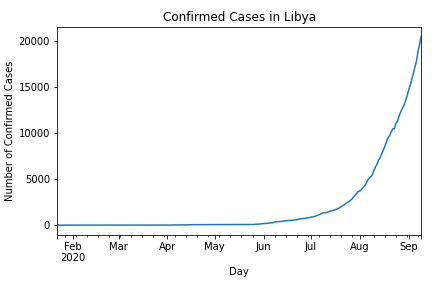 Confirmed Cases in Libya
Number of Confirmed Cases
20000
15000
10000
5000
0
Feb Mar Apr May Jun Jul Aug Sep
2020
Day